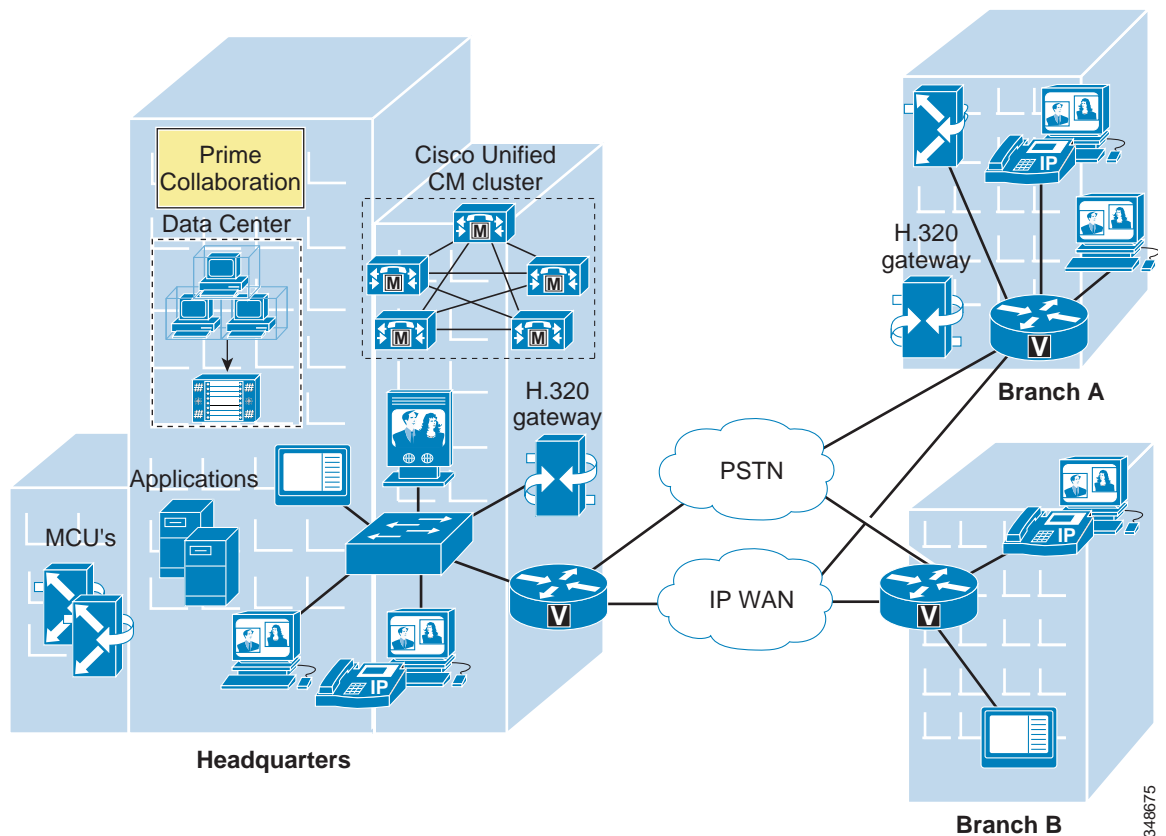 Prime
Collaboration
Data Center
Cisco Unified
CM cluster
M
M
M
M
M
H.320
gateway
Applications
MCU's
IP
V
Headquarters
PSTN
IP WAN
IP
H.320
gateway
V
Branch A
IP
V
Branch B
348675